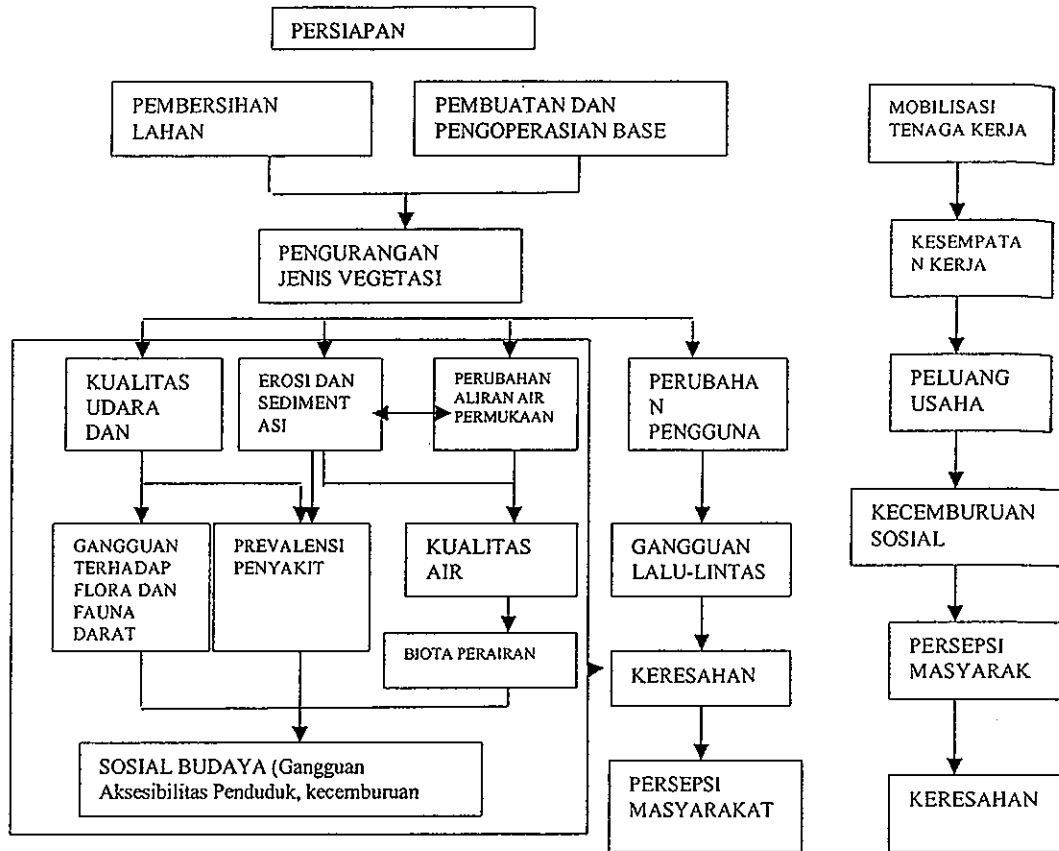 PERSIAPAN
PEMBERSIHAN
LAHAN
PEMBUATAN DAN
PENGOPERASIAN BASE
MOBILISASI
TENAGA KERJA
PENGURANGAN
JENIS VEGETASI
KESEMPATA
N KERJA
KUALITAS
UDARA
DAN
EROSI DAN
SEDIMENT
ASI
PERUBAHAN
ALIRAN AIR
PERMUKAAN
PERUBAHA
N
PENGGUNA
PELUANG
USAHA
GANGGUAN
TERHADAP
FLORA DAN
FAUNA
DARAT
PREVALENSI
PENYAKIT
KUALITAS
AIR
GANGGUAN
LALU-LINTAS
KECEMBURUAN
SOSIAL
BIOTA PERAIRAN
KERESAHAN
PERSEPSI
MASYARAK
SOSIAL BUDAYA (Gangguan
Aksesibilitas Penduduk, kecemburuan
PERSEPSI
MASYARAKAT
KERESAHAN